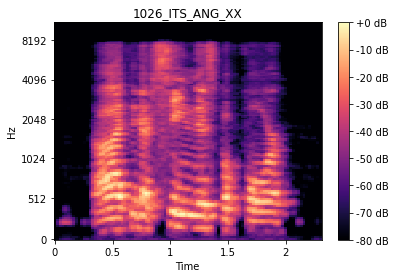 1026_ITS_ANG_XX
+0 dB
8192
-10 dB
4096
-20 dB
-30 dB
2048
Hz
-40 dB
1024
-50 dB
512
-60 dB
-70 dB
0
-80 dB
0 0.5 1 1.5 2
Time